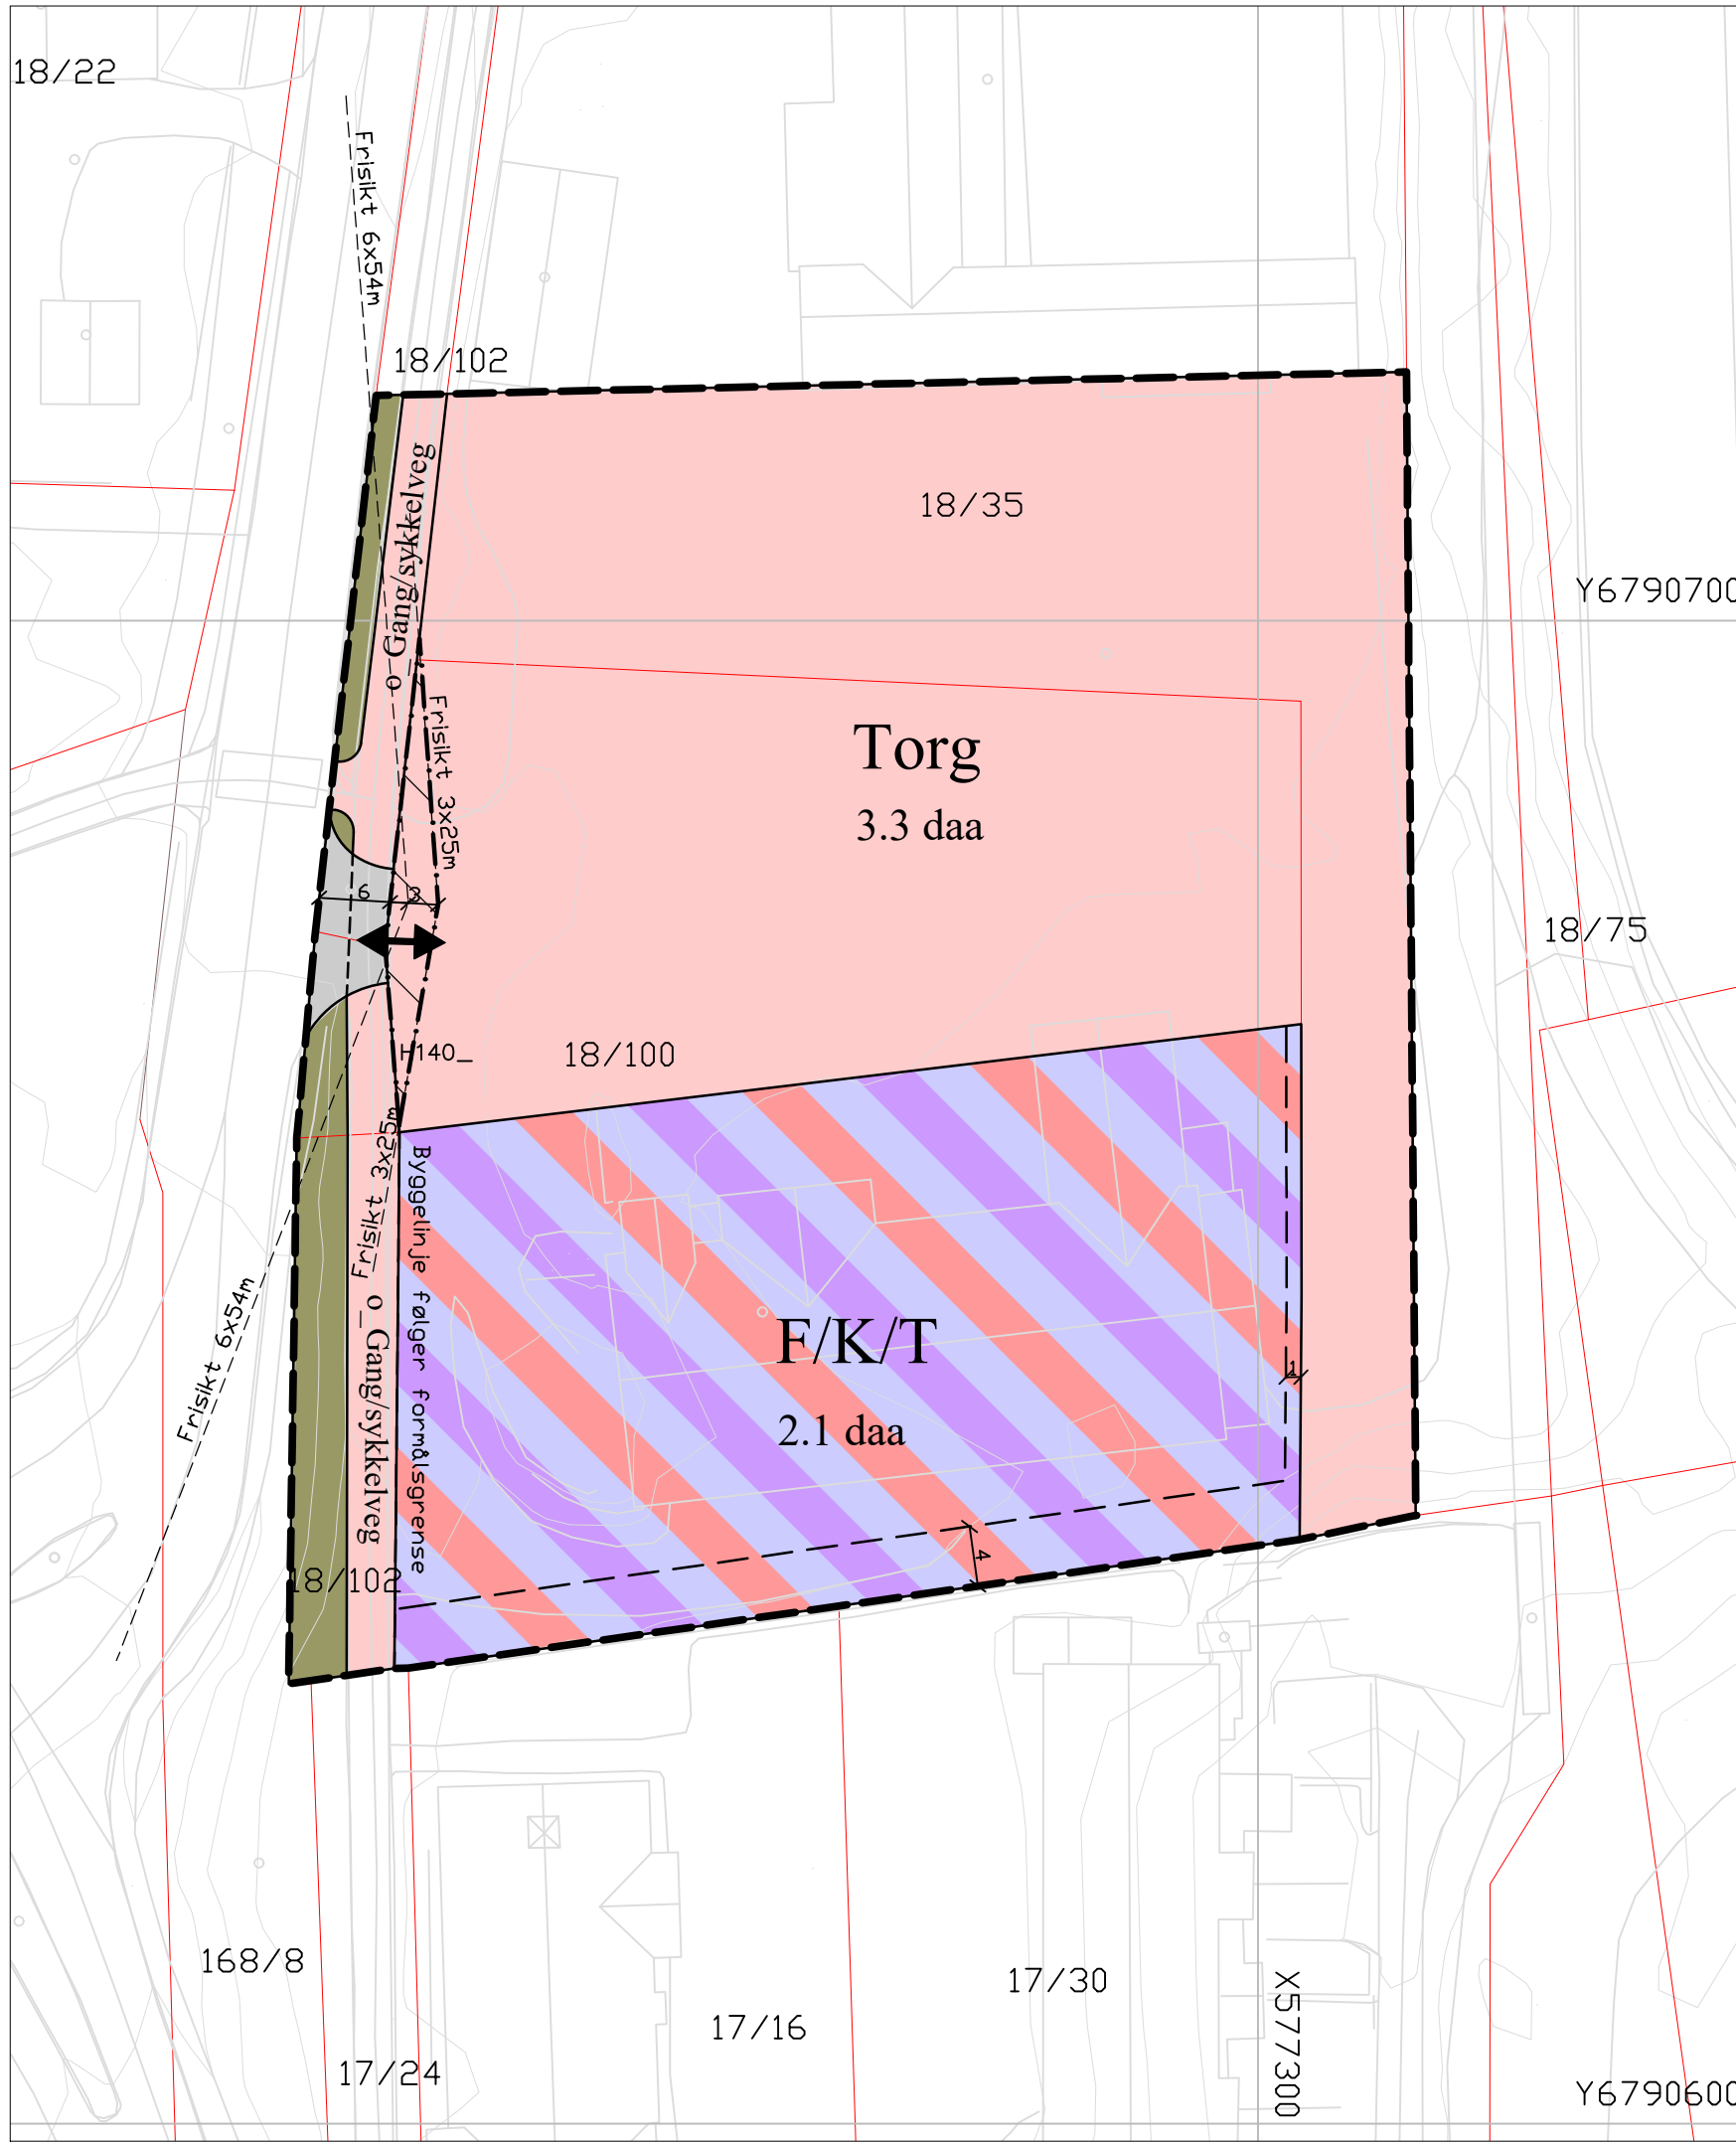 18/22
Frisikt 6x54m
18/102
o_Gang/sykkelveg
18/35
Y6790700
Frisikt 3x25m
Torg
3.3 daa
6
3
18/75
H140_
18/100
Frisikt 3x25m
Byggelinje følger formålsgrense
Frisikt 6x54m
o_Gang/sykkelveg
F/K/T
2.1 daa
1
4
18/102
168/8
17/30
X577300
17/16
17/24
Y6790600